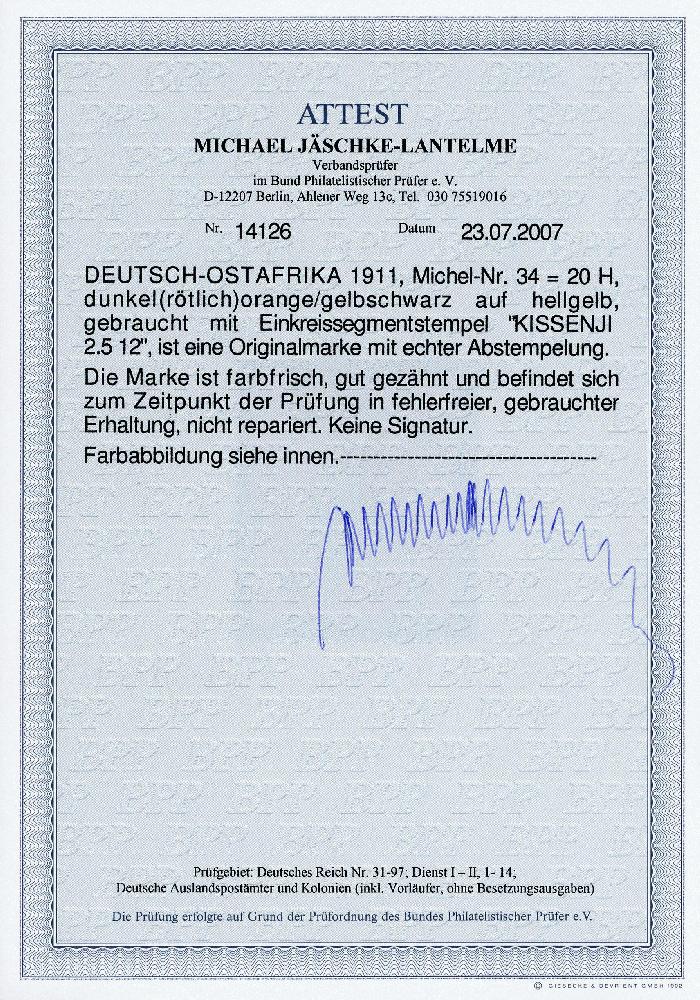 ATTEST
MICHAEL JÄSCHKE-LANTELME
Verbandsprüfer
im Bund Philatelistischer Prüfer e. V.
D-12207 Berlin, Ahlener Weg 13c, Tel. 030 75519016
Nr. 14126 Datum 23.07.2007
DEUTSCH-OSTAFRIKA 1911, Michel-Nr. 34 = 20 H,
dunkel(rötlich)orange/gelbschwarz auf hellgelb,
gebraucht mit Einkreissegmentstempel "KISSENJI
2.5 12", ist eine Originalmarke mit echter Abstempelung.
Die Marke ist farbfrisch, gut gezähnt und befindet sich
zum Zeitpunkt der Prüfung in fehlerfreier, gebrauchter
Erhaltung, nicht repariert. Keine Signatur.
Farbabbildung siehe innen.--------------------------------------
Prüfgebiet: Deutsches Reich Nr. 31-97, Dienst I – II, 1- 14;
Deutsche Auslandspostämter und Kolonien (inkl. Vorläufer, ohne Besetzungsausgaben)
Die Prüfung erfolgte auf Grund der Prüfordnung des Bundes Philatelistischer Prüfer e.V.
© GIESECKE & DEVRIENT GMBH 1992